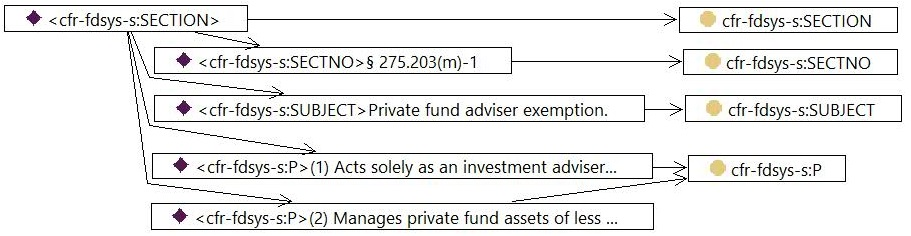 <cfr-fdsys-s:SECTION>
cfr-fdsys-s:SECTION
<cfr-fdsys-s:SECTNO>§ 275.203(m)-1
cfr-fdsys-s:SECTNO
<cfr-fdsys-s:SUBJECT>Private fund adviser exemption.
cfr-fdsys-s:SUBJECT
<cfr-fdsys-s:P>(1) Acts solely as an investment adviser...
cfr-fdsys-s:P
<cfr-fdsys-s:P>(2) Manages private fund assets of less ...